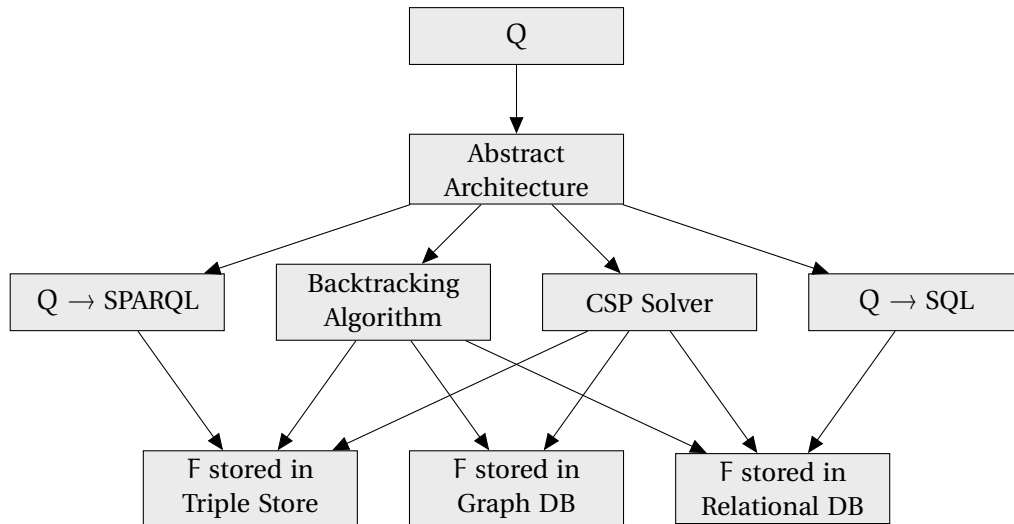 Q
Abstract
Architecture
Q → SPARQL
Backtracking
Algorithm
CSP Solver
Q → SQL
F stored in
Triple Store
F stored in
Graph DB
F stored in
Relational DB